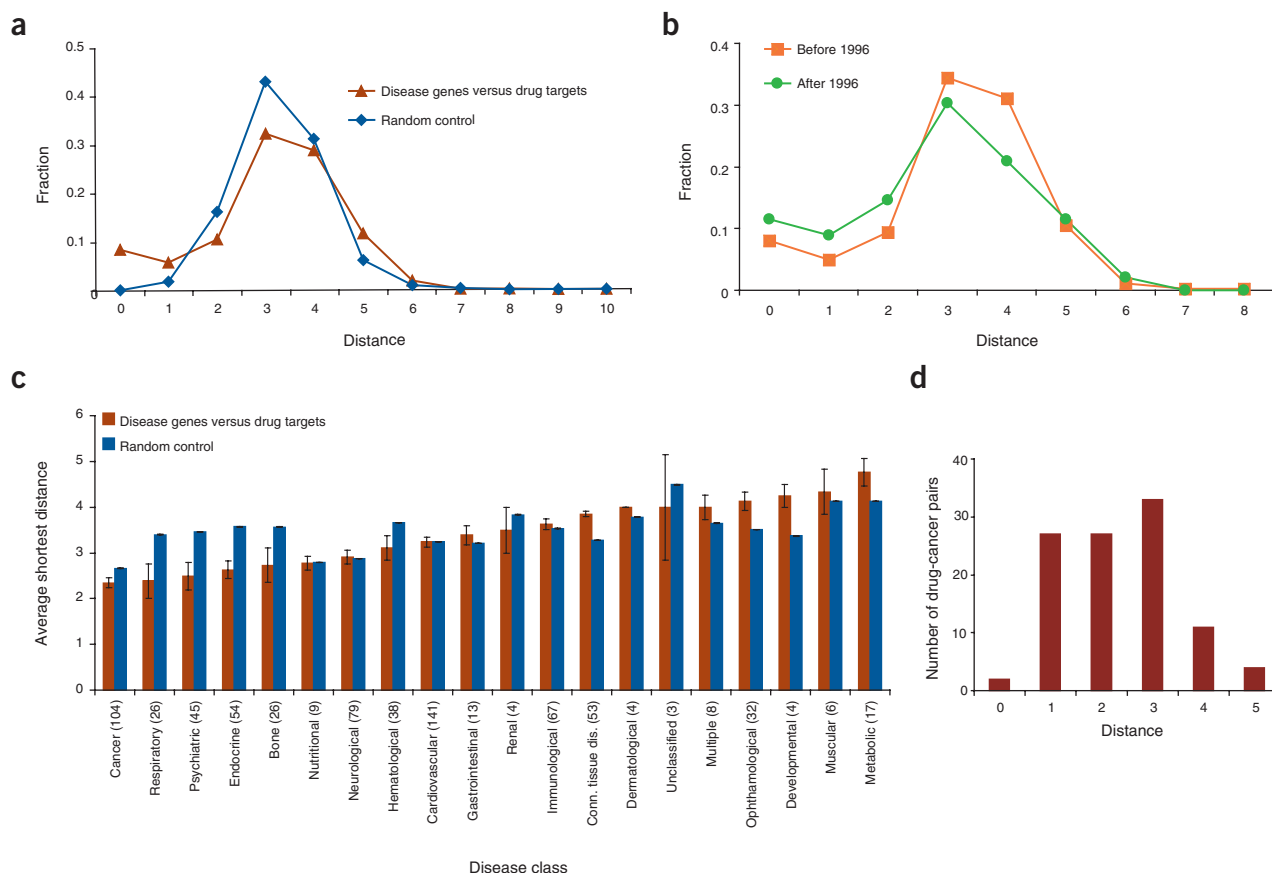 a
0.5
0.4
0.3
0.2
0.1
0
Fraction
Disease genes versus drug targets
Random control
0 1 2 3 4 5 6 7 8 9 10
Distance
b
0.4
0.3
0.2
0.1
0
Fraction
Before 1996
After 1996
0 1 2 3 4 5 6 7 8
Distance
c
6
5
4
3
2
1
0
Average shortest distance
Disease genes versus drug targets
Random control
Cancer (104)
Respiratory (26)
Psychiatric (45)
Endocrine (54)
Bone (26)
Nutritional (9)
Neurological (79)
Hematological (38)
Cardiovascular (141)
Gastrointestinal (13)
Renal (4)
Immunological (67)
Conn. tissue dis. (53)
Dermatological (4)
Unclassified (3)
Multiple (8)
Ophthamological (32)
Developmental (4)
Muscular (6)
Metabolic (17)
Disease class
d
40
30
20
10
0
Number of drug-cancer pairs
0 1 2 3 4 5
Distance